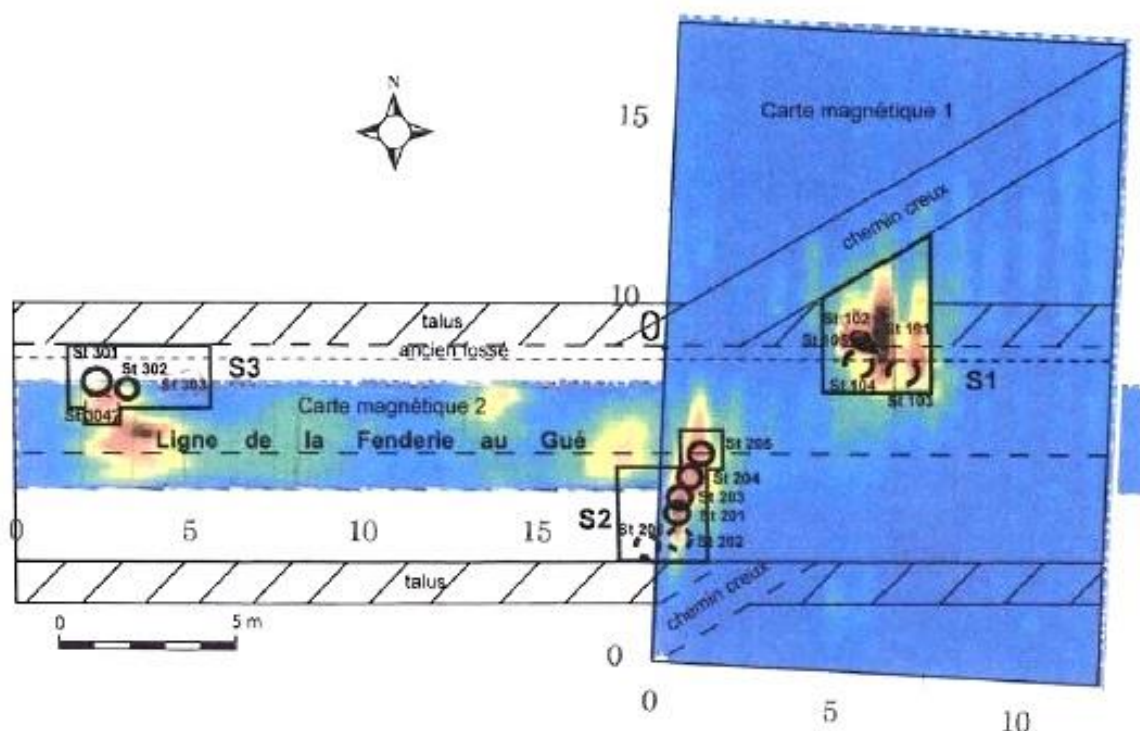 N
15
Carte magnétique 1
chemin creux
10
0
talus
ancien fossé
St 102
St 101
St 104
St 103
S1
St 301
St 302
St 303
S3
Carte magnétique 2
Ligne de la Fenderie au Gué
St 205
St 204
St 203
St 201
St 202
S2
0
5
10
15
talus
chemin creux
0
5 m
0
0
5
10